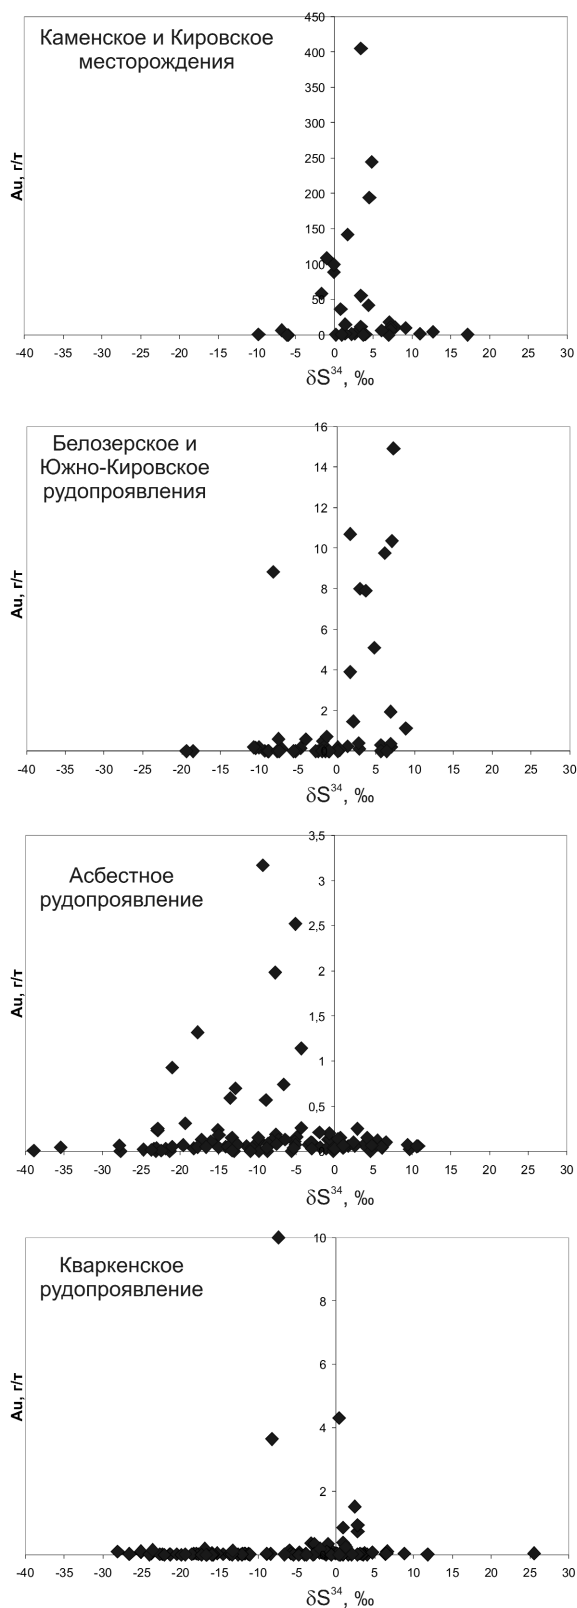 Каменское и Кировское
месторождения
Au, г/т
450
400
350
300
250
200
150
100
50
0
-40 -35 -30 -25 -20 -15 -10 -5 0 5 10 15 20 25 30
δS³⁴, ‰
Белозерское и
Южно-Кировское
рудопроявления
Au, г/т
16
14
12
10
8
6
4
2
-40 -35 -30 -25 -20 -15 -10 -5 0 5 10 15 20 25 30
δS³⁴, ‰
Асбестное
рудопроявление
Au, г/т
3,5
3
2,5
2
1,5
1
0,5
-40 -35 -30 -25 -20 -15 -10 -5 0 5 10 15 20 25 30
δS³⁴, ‰
Кваркенское
рудопроявление
Au, г/т
10
8
6
4
2
-40 -35 -30 -25 -20 -15 -10 -5 0 5 10 15 20 25 30
δS³⁴, ‰